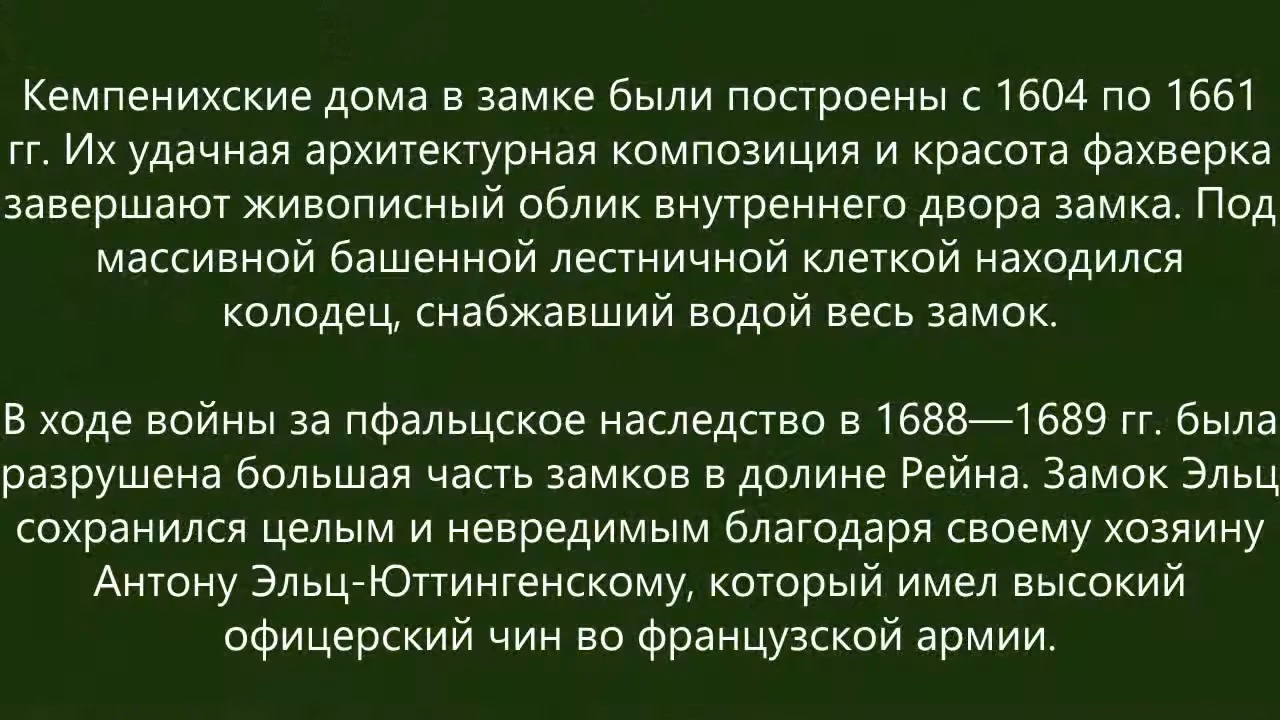 Кемпенихские дома в замке были построены с 1604 по 1661
гг. Их удачная архитектурная композиция и красота фахверка
завершают живописный облик внутреннего двора замка. Под
массивной башенной лестничной клеткой находился
колодец, снабжавший водой весь замок.
В ходе войны за пфальцское наследство в 1688—1689 гг. была
разрушена большая часть замков в долине Рейна. Замок Эльц
сохранился целым и невредимым благодаря своему хозяину
Антону Эльц-Юттингенскому, который имел высокий
офицерский чин во французской армии.